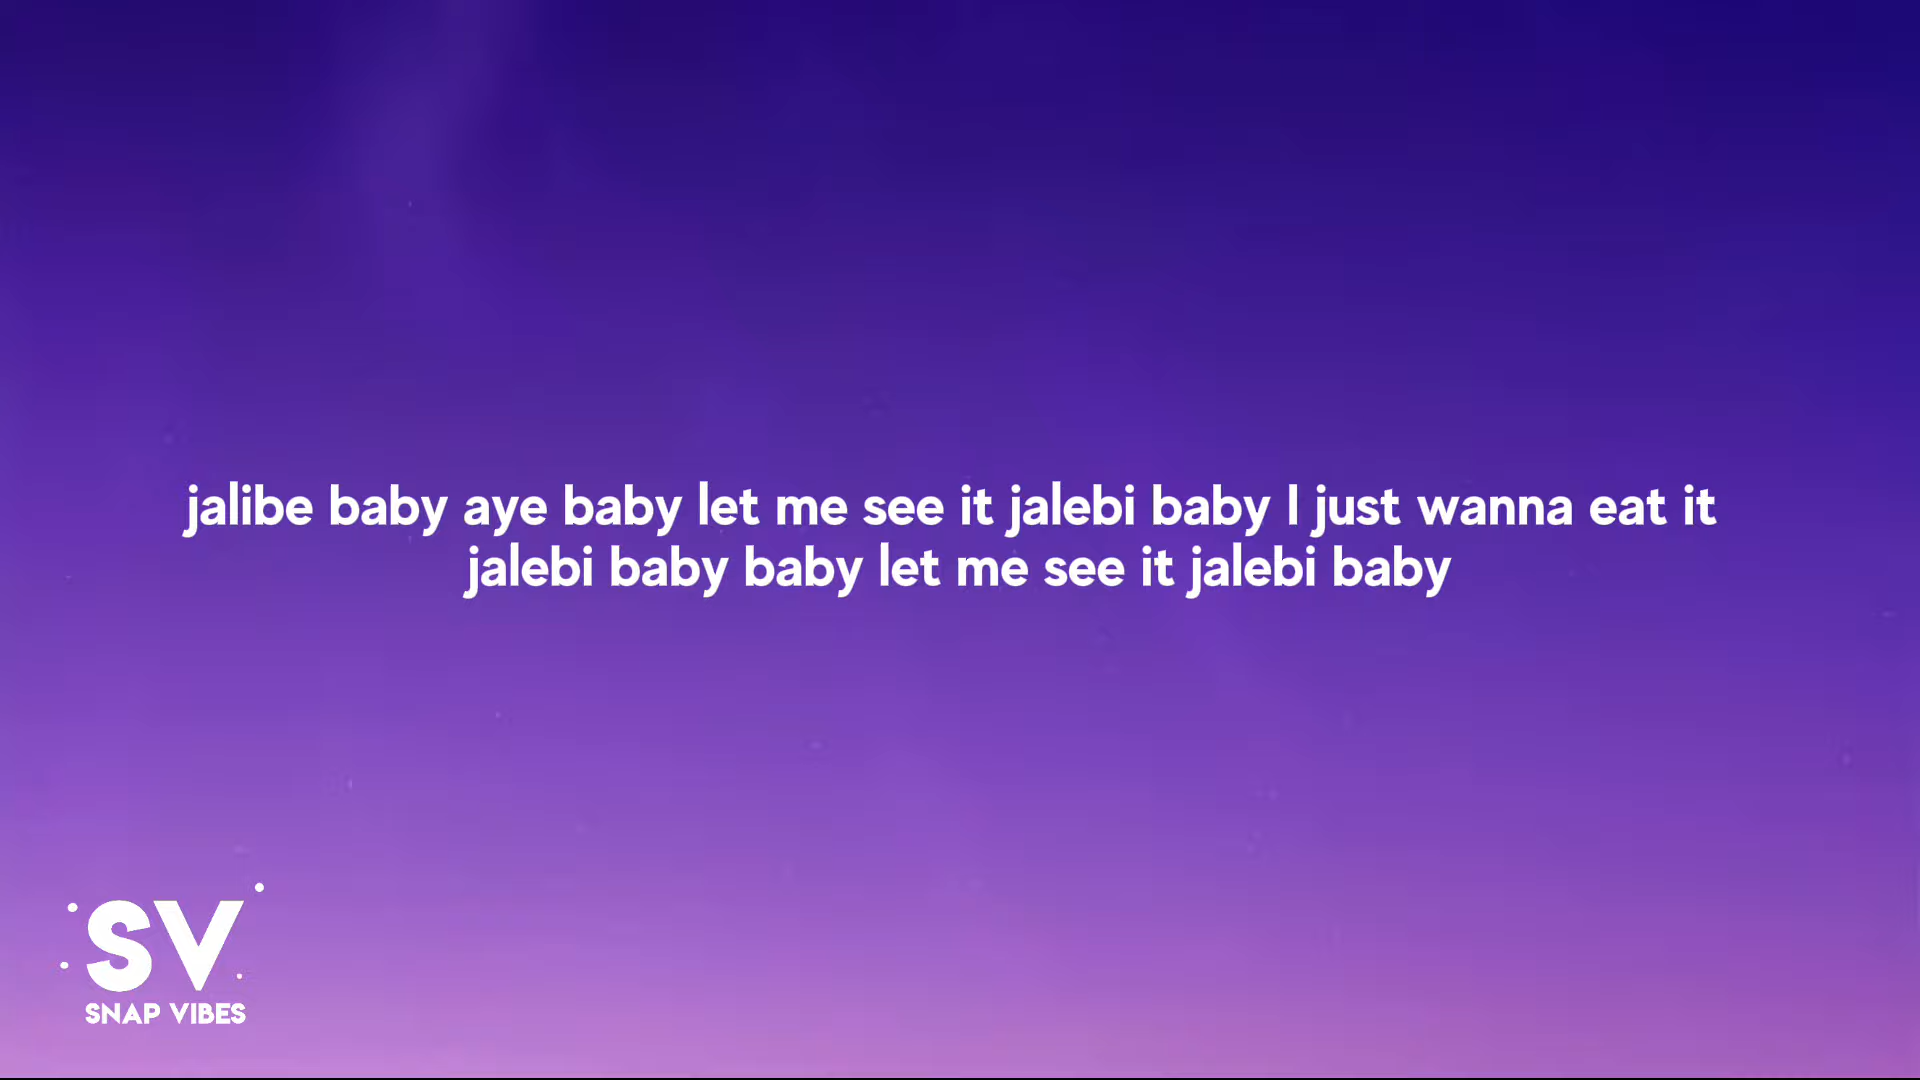 jalibe baby aye baby let me see it jalebi baby I just wanna eat it
jalebi baby baby let me see it jalebi baby
SV
SNAP VIBES